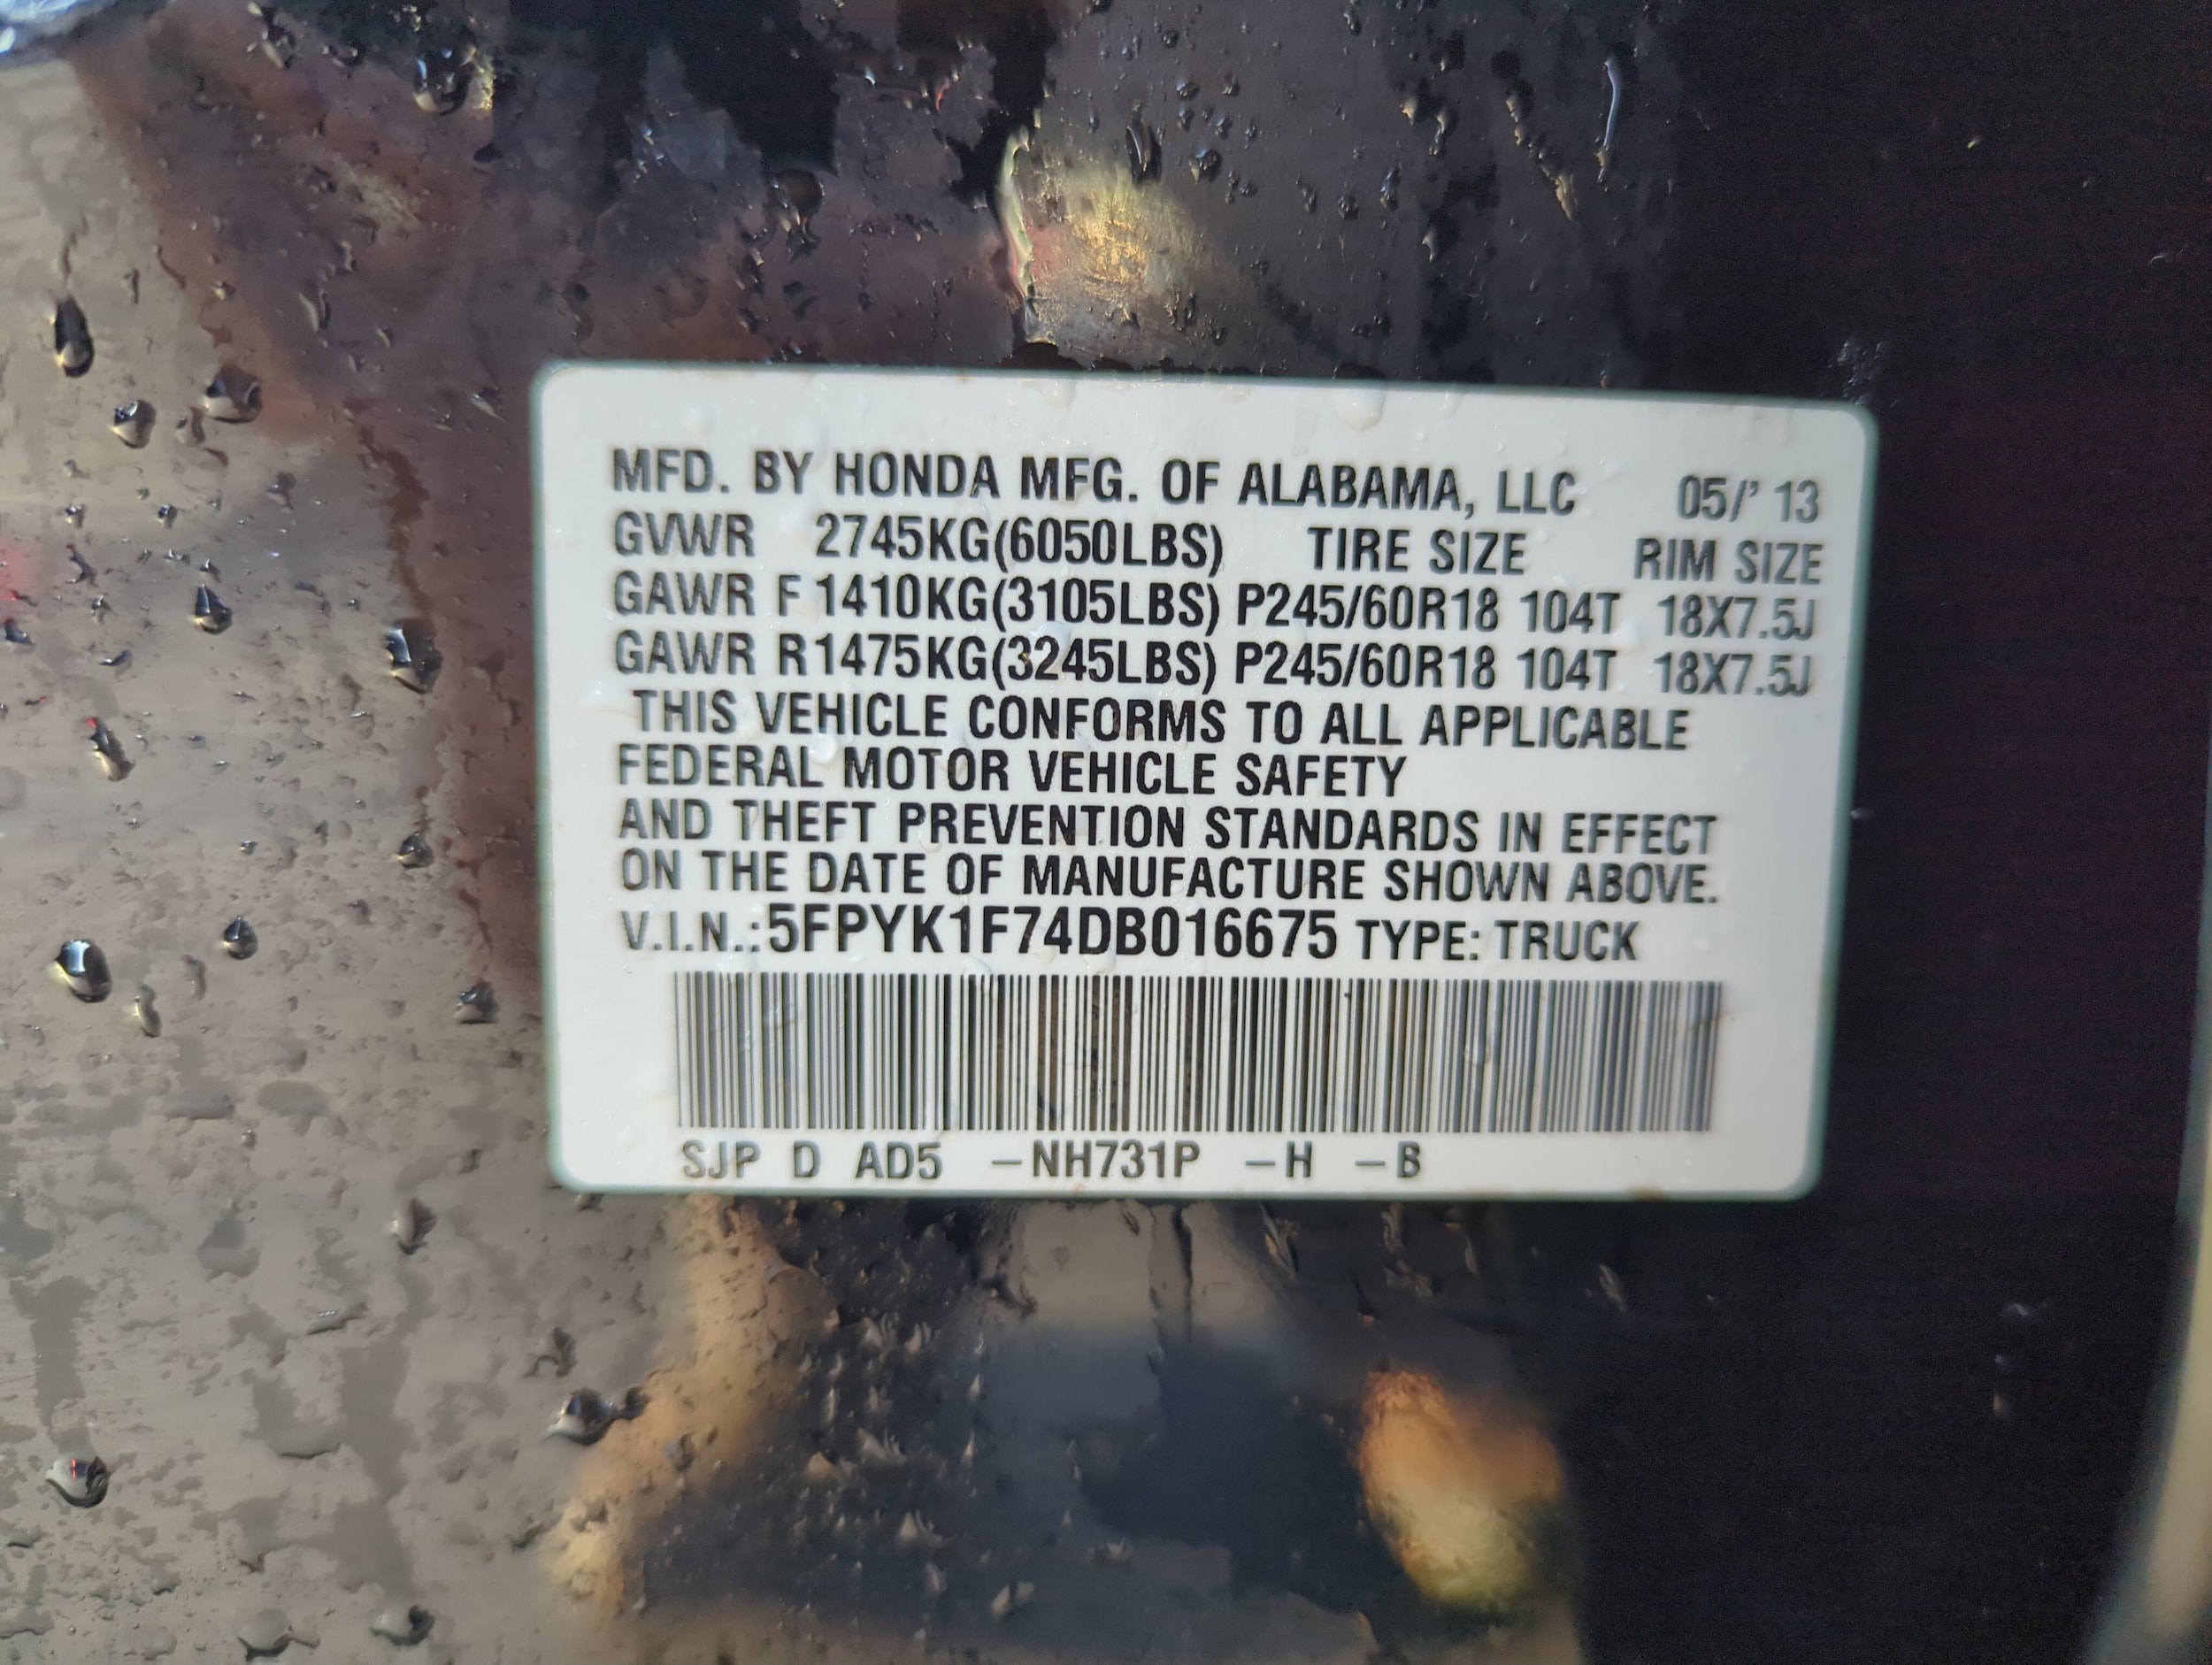 MFD. BY HONDA MFG. OF ALABAMA, LLC 05/' 13
GVWR 2745KG(6050LBS) TIRE SIZE RIM SIZE
GAWR F 1410KG(3105LBS) P245/60R18 104T 18X7.5J
GAWR R 1475KG(3245LBS) P245/60R18 104T 18X7.5J
THIS VEHICLE CONFORMS TO ALL APPLICABLE
FEDERAL MOTOR VEHICLE SAFETY
AND THEFT PREVENTION STANDARDS IN EFFECT
ON THE DATE OF MANUFACTURE SHOWN ABOVE.
V.I.N.:5FPYK1F74DB016675 TYPE: TRUCK
SJP D AD5 –NH731P –H –B